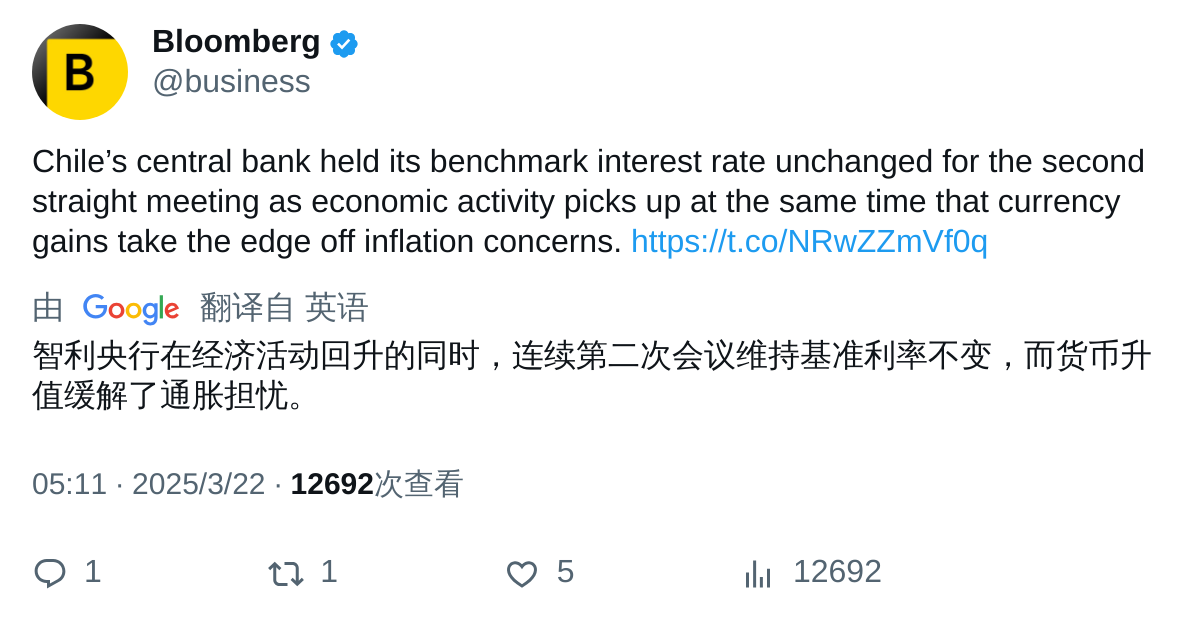 B
Bloomberg
@business
Chile’s central bank held its benchmark interest rate unchanged for the second
straight meeting as economic activity picks up at the same time that currency
gains take the edge off inflation concerns. https://t.co/NRwZZmVf0q
由 Google 翻译自 英语
智利央行在经济活动回升的同时，连续第二次会议维持基准利率不变，而货币升
值缓解了通胀担忧。
05:11 · 2025/3/22 · 12692次查看
1 1 5 12692